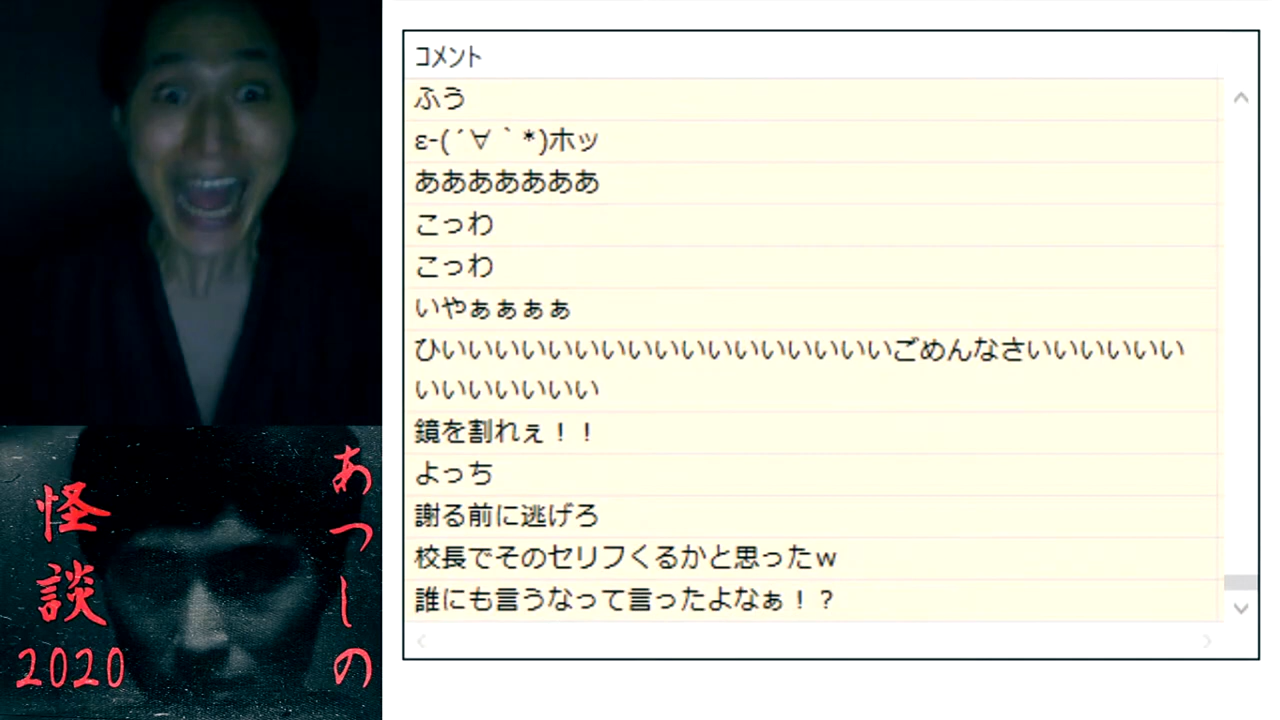 コメント
ふう
ε-(´∀｀*)ホッ
あああああああ
こっわ
こっわ
いやぁぁぁぁ
ひいいいいいいいいいいいいいいいいいごめんなさいいいいいい
いいいいいいい
鏡を割れぇ！！
よっち
謝る前に逃げろ
校長でそのセリフくるかと思ったｗ
誰にも言うなって言ったよなぁ！？
あつしの
怪談
2020